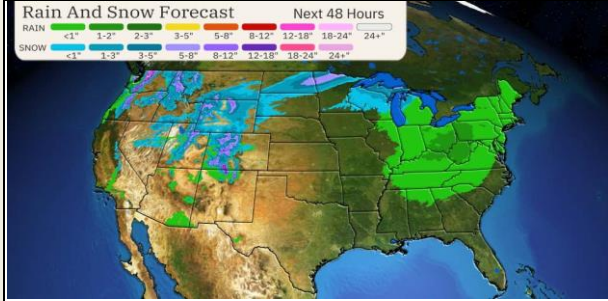 Rain And Snow Forecast Next 48 Hours
RAIN
<1" 1-2" 2-3" 3-5" 5-8" 8-12" 12-18" 18-24" 24+"
SNOW
<1" 1-3" 3-5" 5-8" 8-12" 12-18" 18-24" 24+"